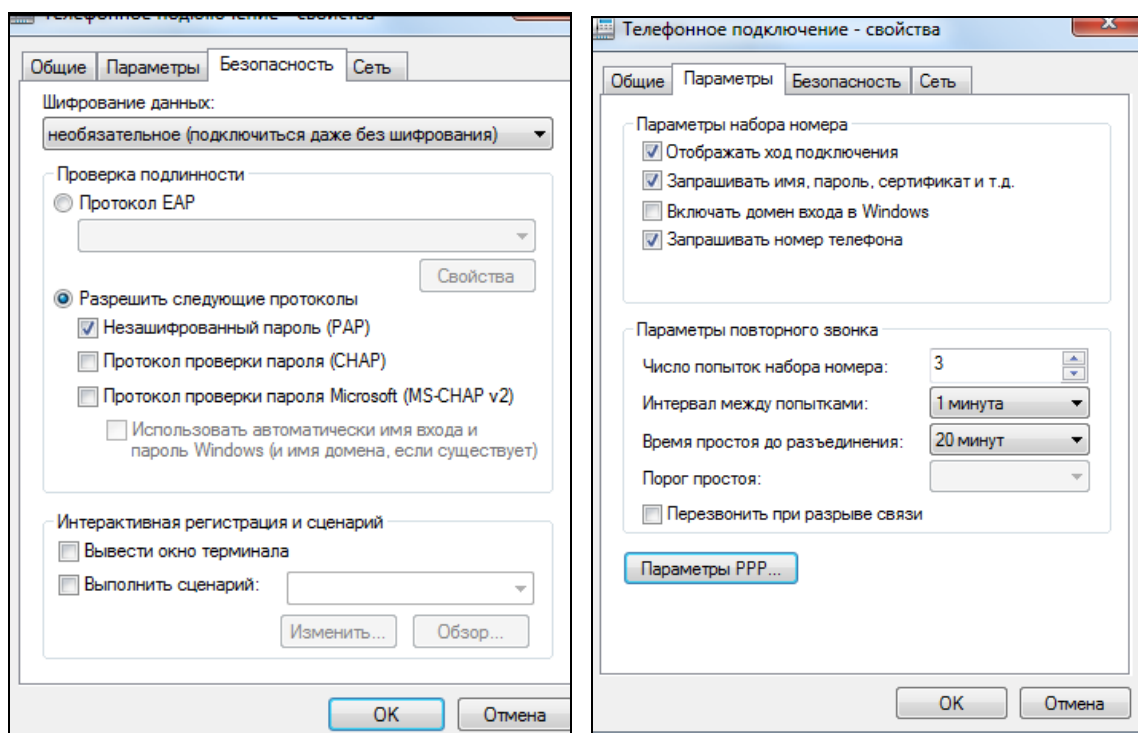 Телефонное подключение - свойства
Общие Параметры Безопасность Сеть
Шифрование данных:
необязательное (подключиться даже без шифрования)
Проверка подлинности
Протокол EAP
Свойства
Разрешить следующие протоколы
Незашифрованный пароль (PAP)
Протокол проверки пароля (CHAP)
Протокол проверки пароля Microsoft (MS-CHAP v2)
Использовать автоматически имя входа и
пароль Windows (и имя домена, если существует)
Интерактивная регистрация и сценарий
Вывести окно терминала
Выполнить сценарий:
Изменить... Обзор...
OK Отмена
Телефонное подключение - свойства
Общие Параметры Безопасность Сеть
Параметры набора номера
Отображать ход подключения
Запрашивать имя, пароль, сертификат и т.д.
Включать домен входа в Windows
Запрашивать номер телефона
Параметры повторного звонка
Число попыток набора номера: 3
Интервал между попытками: 1 минута
Время простоя до разъединения: 20 минут
Порог простоя:
Перезвонить при разрыве связи
Параметры PPP...
OK Отмена